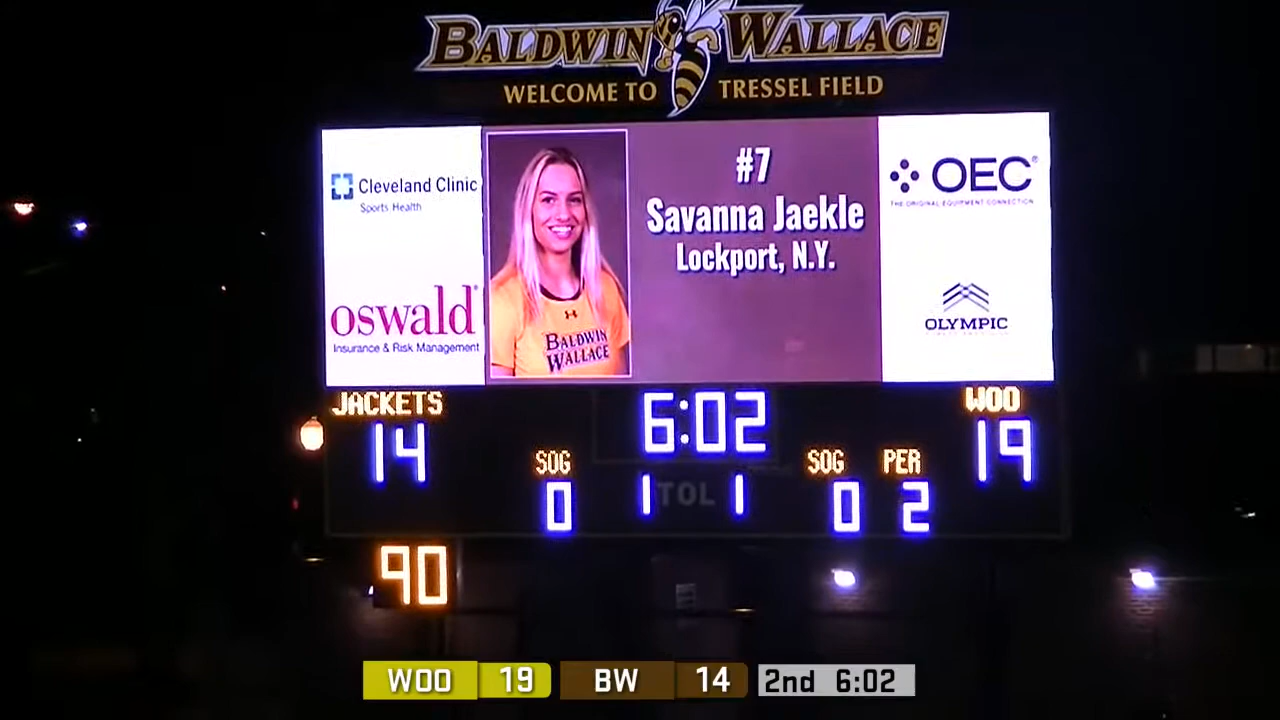 BALDWIN WALLACE
WELCOME TO TRESSEL FIELD
Cleveland Clinic
Sports Health
oswald
Insurance & Risk Management
BALDWIN
WALLACE
#7
Savanna Jaekle
Lockport, N.Y.
OEC®
THE ORIGINAL EQUIPMENT CONNECTION
OLYMPIC
JACKETS
14
6:02
WOO
19
SOG
0
1 TOL 1
SOG
0
PER
2
90
WOO 19 BW 14 2nd 6:02